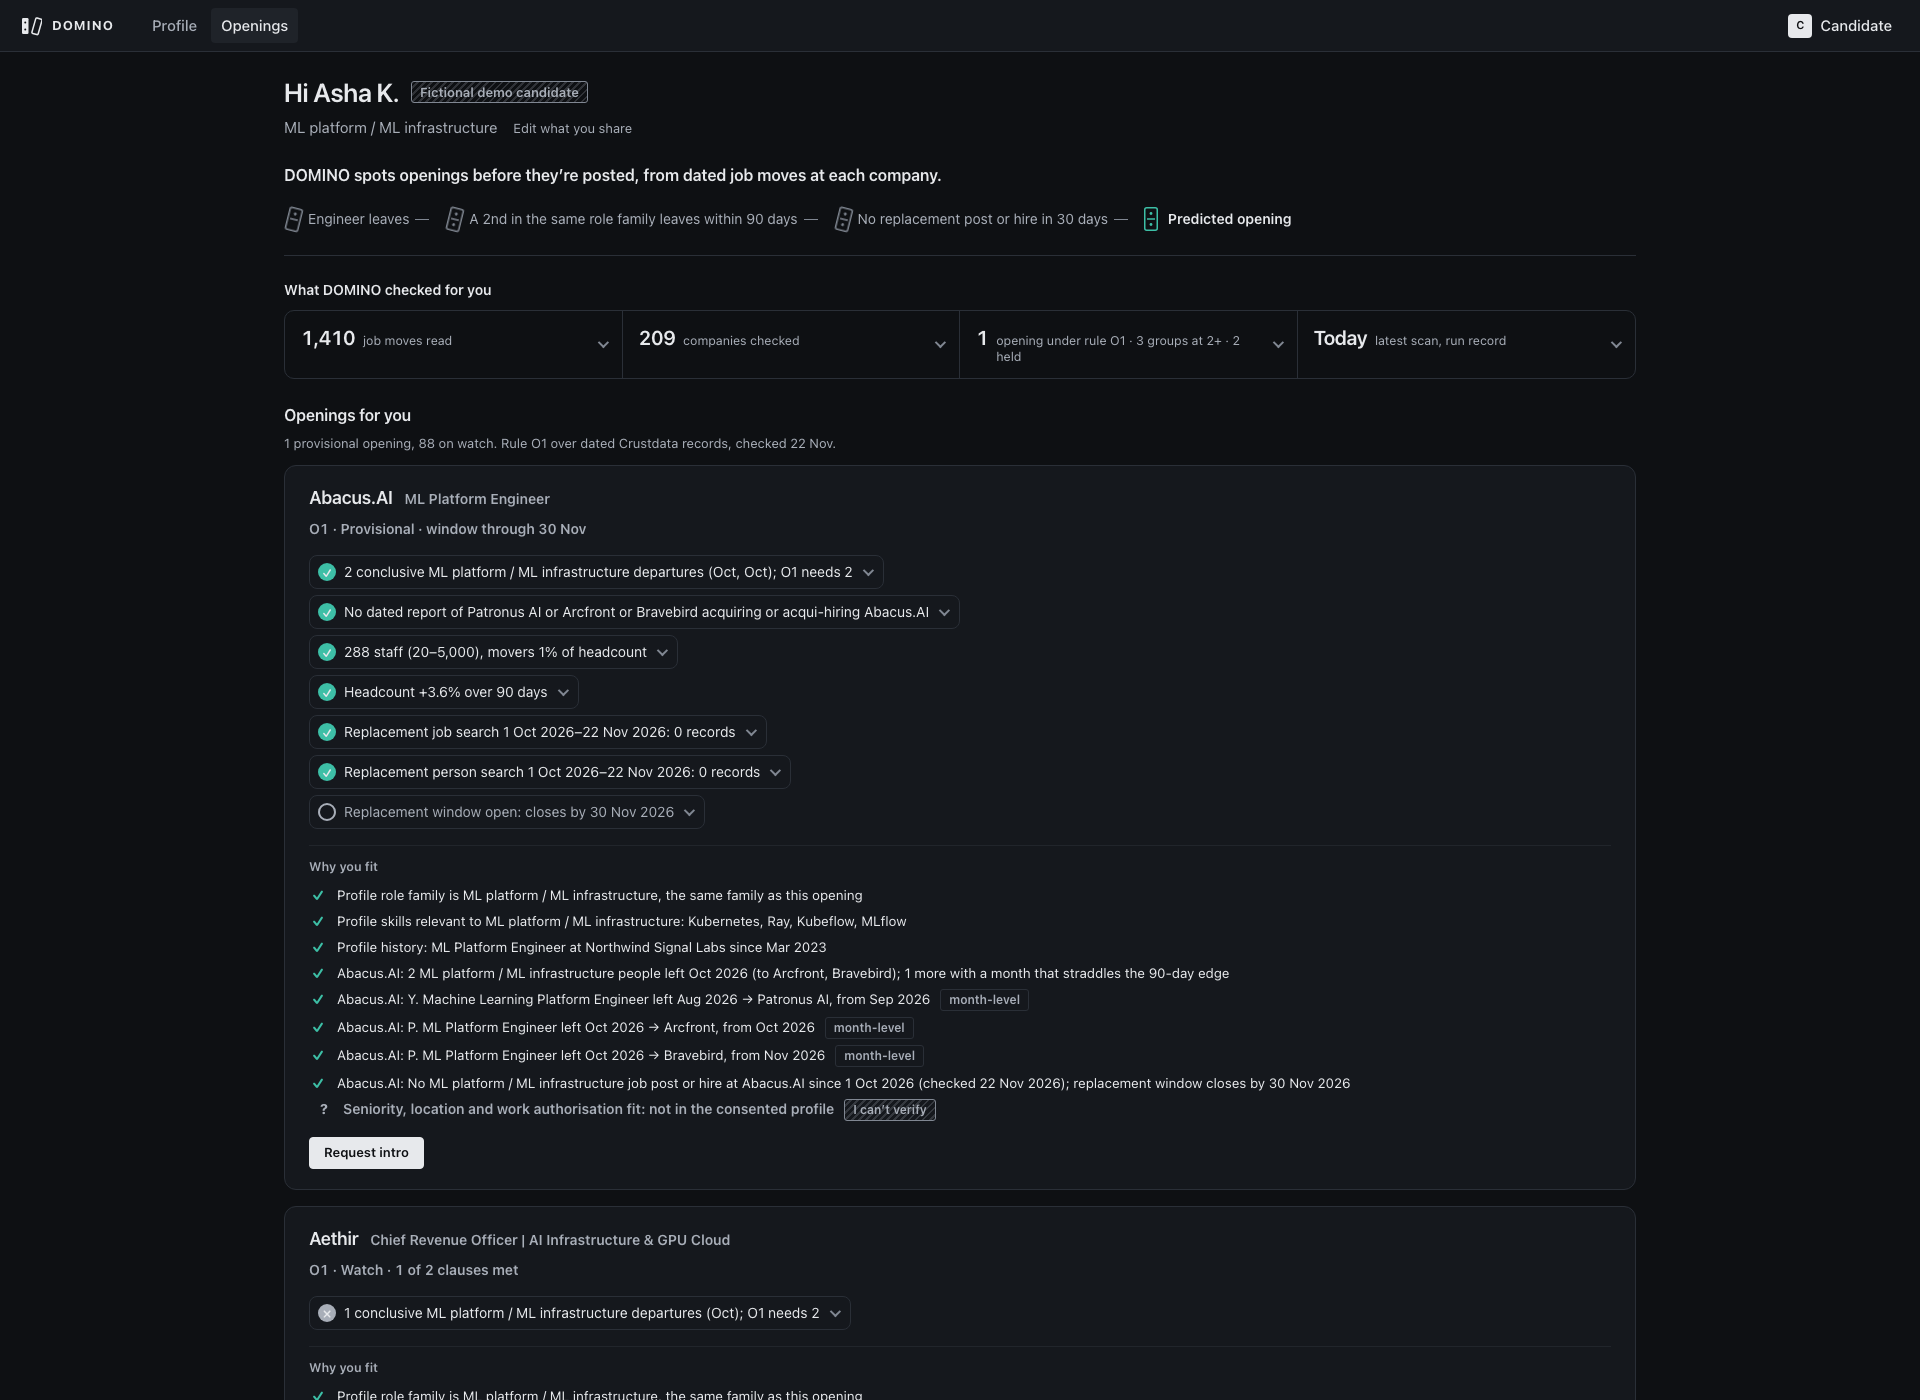 DOMINO
Profile
Openings
C
Candidate
Hi Asha K.
Fictional demo candidate
ML platform / ML infrastructure
Edit what you share
DOMINO spots openings before they’re posted, from dated job moves at each company.
Engineer leaves —
A 2nd in the same role family leaves within 90 days —
No replacement post or hire in 30 days —
Predicted opening
What DOMINO checked for you
1,410 job moves read
209 companies checked
1 opening under rule O1 · 3 groups at 2+ · 2
held
Today latest scan, run record
Openings for you
1 provisional opening, 88 on watch. Rule O1 over dated Crustdata records, checked 22 Nov.
Abacus.AI ML Platform Engineer
O1 · Provisional · window through 30 Nov
2 conclusive ML platform / ML infrastructure departures (Oct, Oct); O1 needs 2
No dated report of Patronus AI or Arcfront or Bravebird acquiring or acqui-hiring Abacus.AI
288 staff (20–5,000), movers 1% of headcount
Headcount +3.6% over 90 days
Replacement job search 1 Oct 2026–22 Nov 2026: 0 records
Replacement person search 1 Oct 2026–22 Nov 2026: 0 records
Replacement window open: closes by 30 Nov 2026
Why you fit
Profile role family is ML platform / ML infrastructure, the same family as this opening
Profile skills relevant to ML platform / ML infrastructure: Kubernetes, Ray, Kubeflow, MLflow
Profile history: ML Platform Engineer at Northwind Signal Labs since Mar 2023
Abacus.AI: 2 ML platform / ML infrastructure people left Oct 2026 (to Arcfront, Bravebird); 1 more with a month that straddles the 90-day edge
Abacus.AI: Y. Machine Learning Platform Engineer left Aug 2026 → Patronus AI, from Sep 2026 month-level
Abacus.AI: P. ML Platform Engineer left Oct 2026 → Arcfront, from Oct 2026 month-level
Abacus.AI: P. ML Platform Engineer left Oct 2026 → Bravebird, from Nov 2026 month-level
Abacus.AI: No ML platform / ML infrastructure job post or hire at Abacus.AI since 1 Oct 2026 (checked 22 Nov 2026); replacement window closes by 30 Nov 2026
? Seniority, location and work authorisation fit: not in the consented profile I can't verify
Request intro
Aethir Chief Revenue Officer | AI Infrastructure & GPU Cloud
O1 · Watch · 1 of 2 clauses met
1 conclusive ML platform / ML infrastructure departures (Oct); O1 needs 2
Why you fit
Profile role family is ML platform / ML infrastructure, the same family as this opening